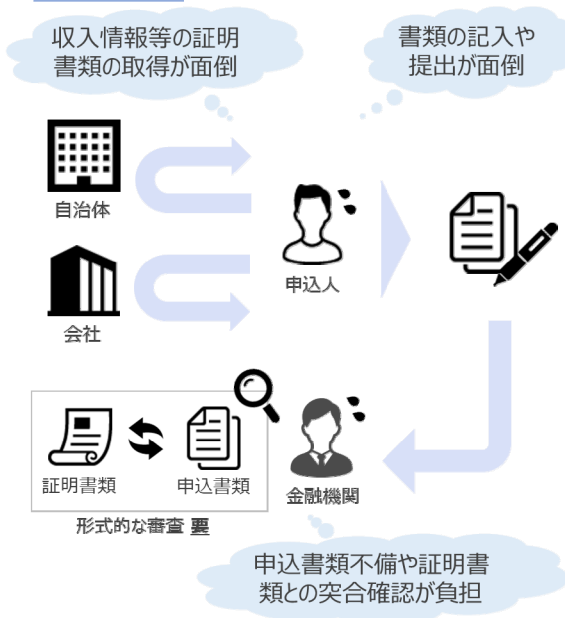 収入情報等の証明
書類の取得が面倒
書類の記入や
提出が面倒
自治体
申込人
会社
証明書類
申込書類
金融機関
形式的な審査 要
申込書類不備や証明書
類との突合確認が負担